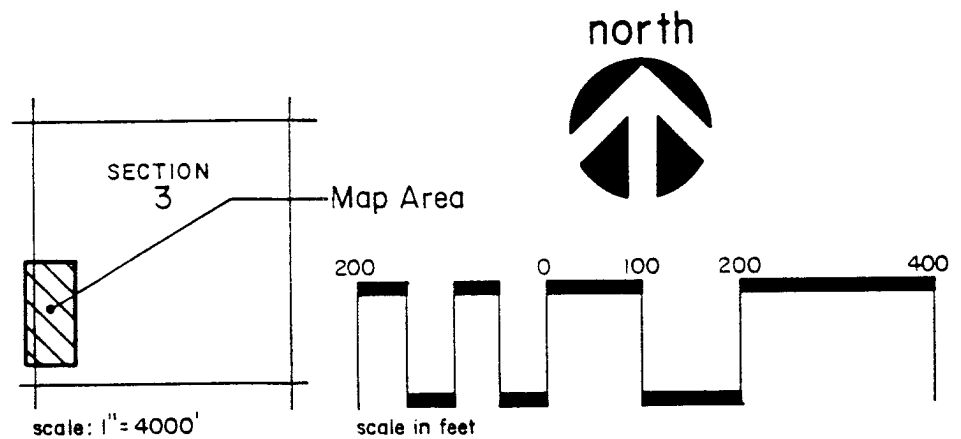 north
SECTION
3
Map Area
200 0 100 200 400
scale: 1"=4000'
scale in feet